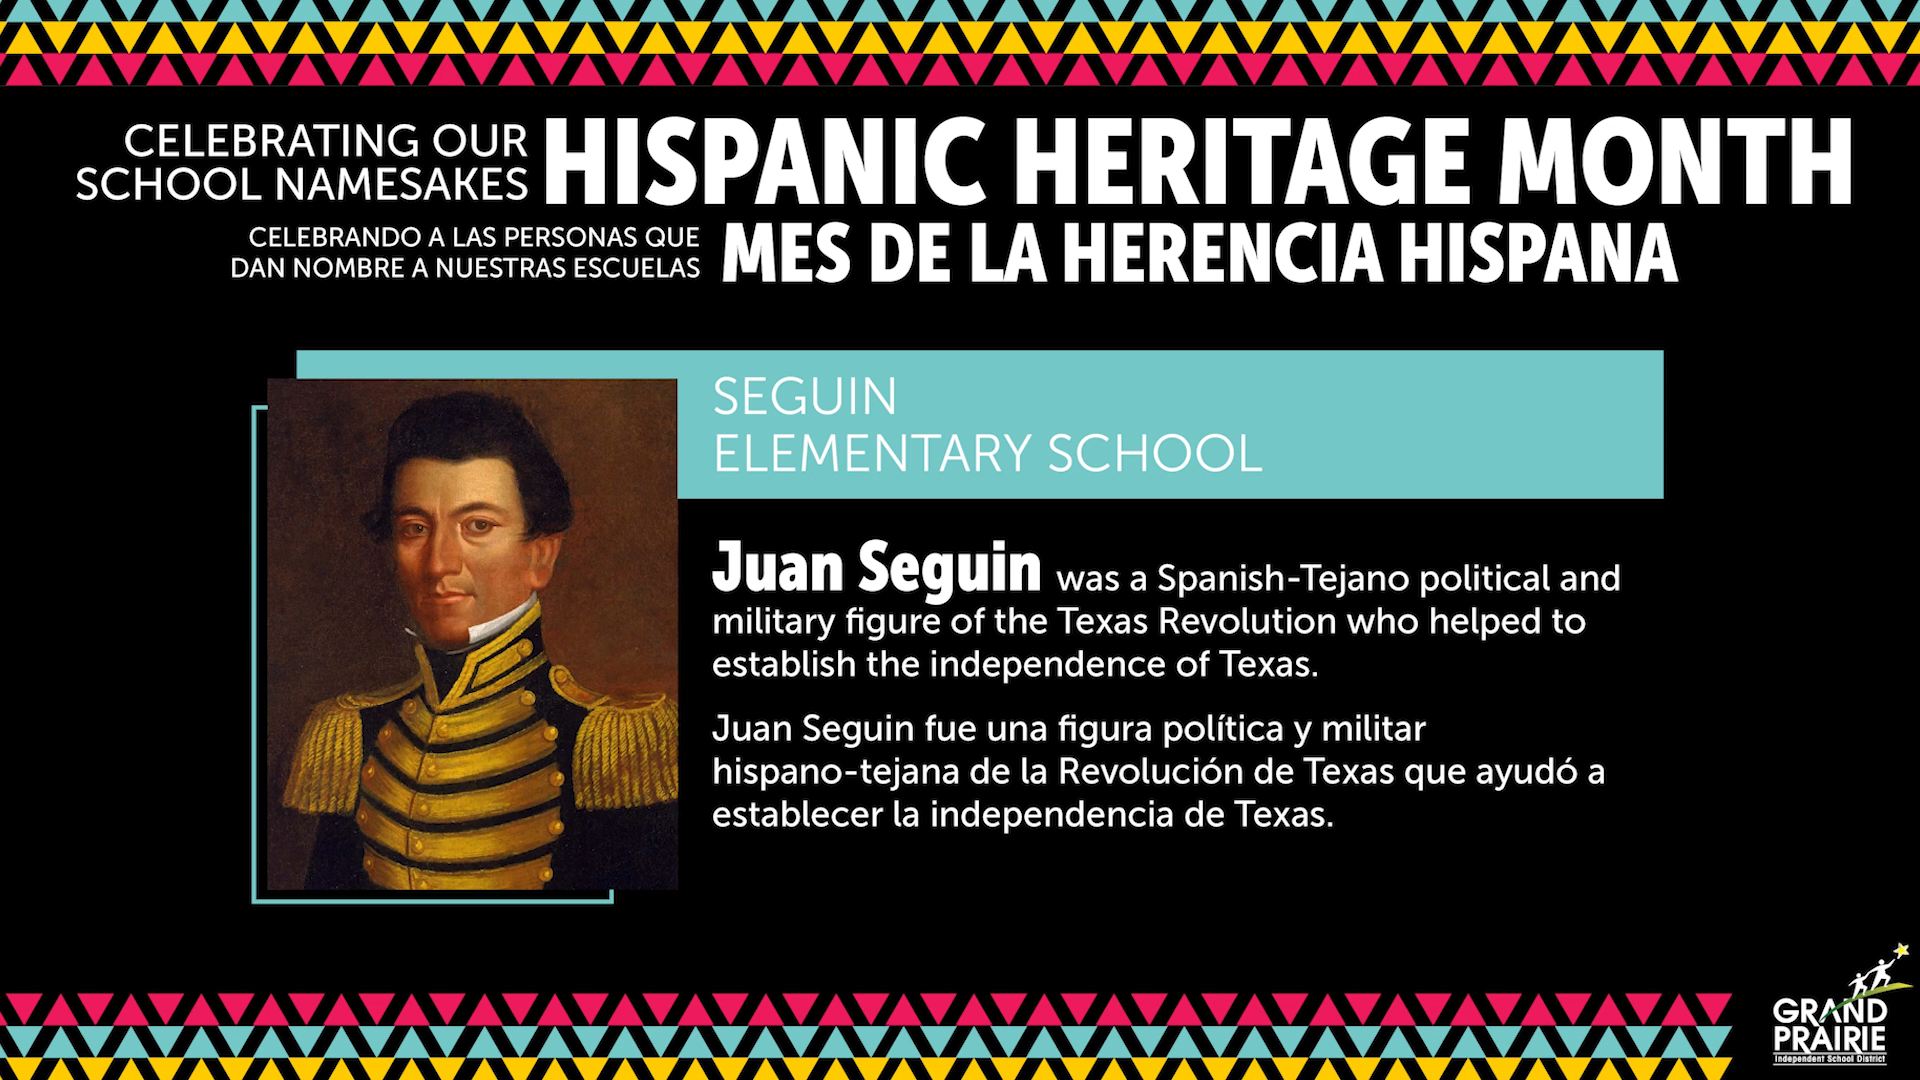 CELEBRATING OUR
SCHOOL NAMESAKES
HISPANIC HERITAGE MONTH
CELEBRANDO A LAS PERSONAS QUE
DAN NOMBRE A NUESTRAS ESCUELAS
MES DE LA HERENCIA HISPANA
SEGUIN
ELEMENTARY SCHOOL
Juan Seguin was a Spanish-Tejano political and
military figure of the Texas Revolution who helped to
establish the independence of Texas.
Juan Seguin fue una figura política y militar
hispano-tejana de la Revolución de Texas que ayudó a
establecer la independencia de Texas.
GRAND
PRAIRIE
Independent School District